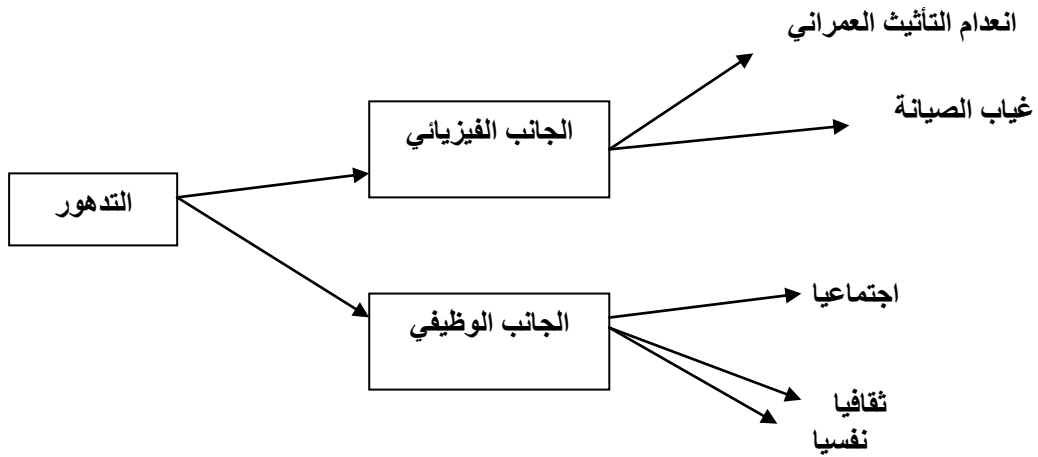 انعدام التأثيث العمراني
غياب الصيانة
الجانب الفيزيائي
التدهور
اجتماعيا
الجانب الوظيفي
ثقافيا
نفسيا